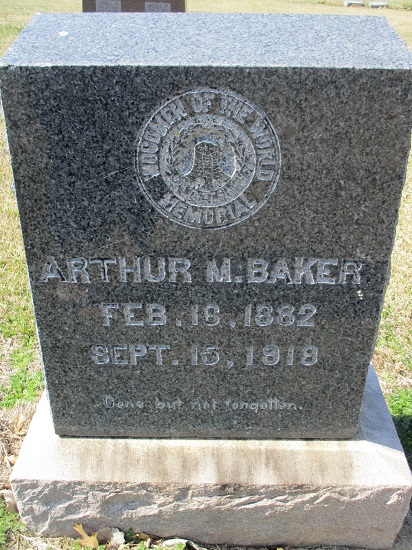 WOODMEN OF THE WORLD
MEMORIAL
ARTHUR M. BAKER
FEB. 18, 1882
SEPT. 15, 1918
Gone but not forgotten.